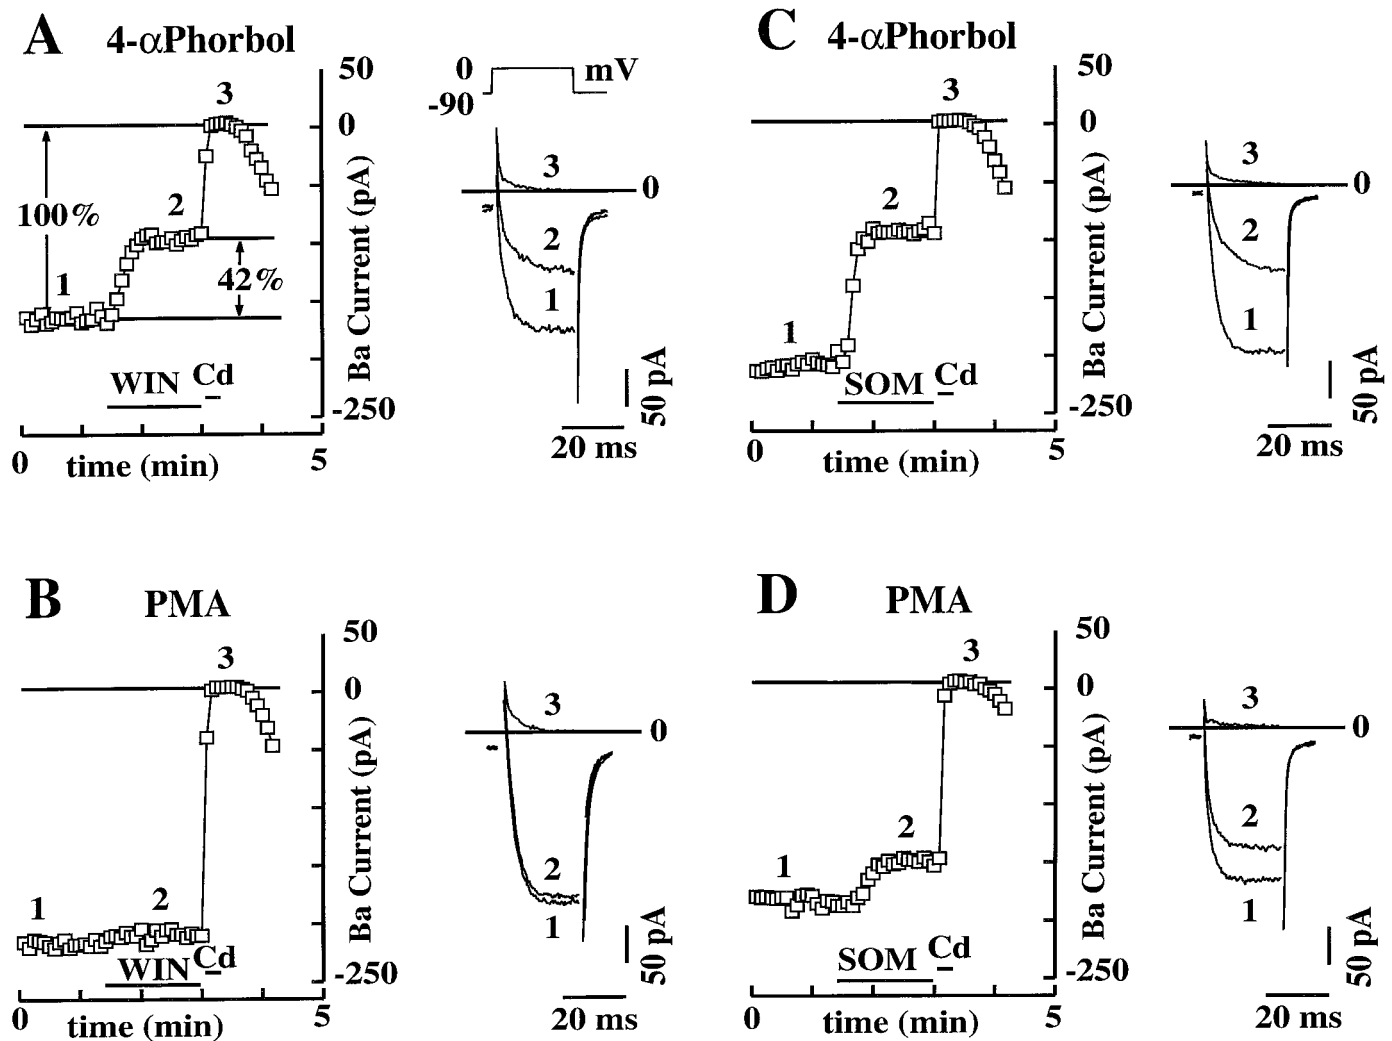 A 4-αPhorbol
3
50
0
100%
2
1
42%
WIN Cd
Ba Current (pA)
-250
0 time (min) 5
0 mV
-90
3
0
2
1
50 pA
20 ms
C 4-αPhorbol
3
50
0
2
1
SOM Cd
Ba Current (pA)
-250
0 time (min) 5
3
0
2
1
50 pA
20 ms
B PMA
3
50
0
1 2
WIN Cd
Ba Current (pA)
-250
0 time (min) 5
3
0
2
1
50 pA
20 ms
D PMA
3
50
0
2
1
SOM Cd
Ba Current (pA)
-250
0 time (min) 5
3
0
2
1
50 pA
20 ms